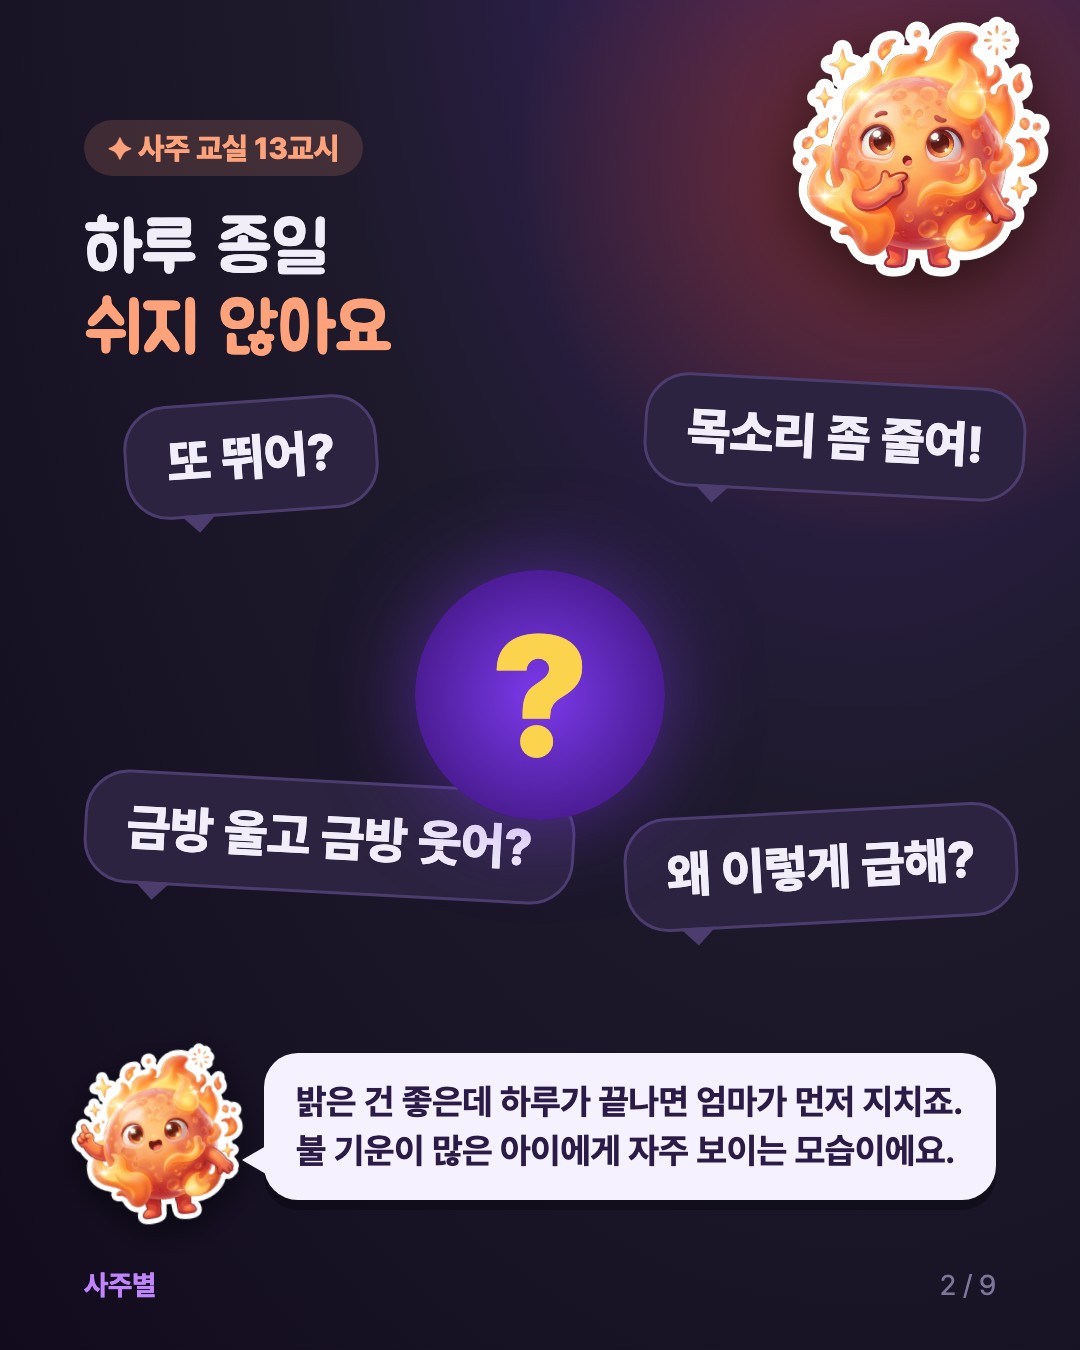 사주 교실 13교시
하루 종일
쉬지 않아요
또 뛰어?
목소리 좀 줄여!
?
금방 울고 금방 웃어?
왜 이렇게 급해?
밝은 건 좋은데 하루가 끝나면 엄마가 먼저 지치죠.
불 기운이 많은 아이에게 자주 보이는 모습이에요.
사주별
2 / 9